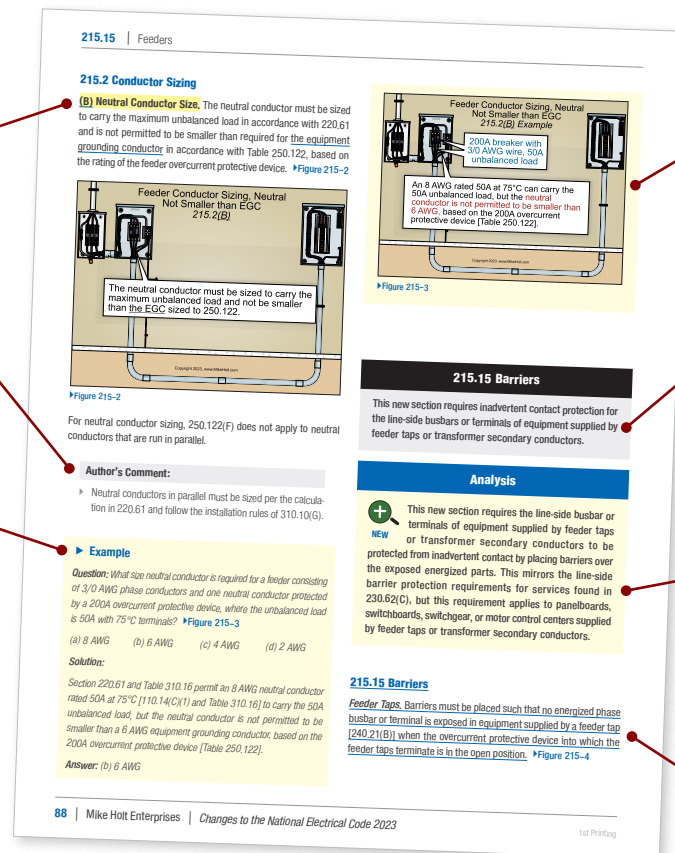 215.15 | Feeders
215.2 Conductor Sizing
(B) Neutral Conductor Size. The neutral conductor must be sized
to carry the maximum unbalanced load in accordance with 220.61
and is not permitted to be smaller than required for the equipment
grounding conductor in accordance with Table 250.122, based on
the rating of the feeder overcurrent protective device. ▶Figure 215–2
Feeder Conductor Sizing, Neutral
Not Smaller than EGC
215.2(B)
The neutral conductor must be sized to carry the
maximum unbalanced load and not be smaller
than the EGC sized to 250.122.
Copyright 2023, www.MikeHolt.com
▶Figure 215–2
For neutral conductor sizing, 250.122(F) does not apply to neutral
conductors that are run in parallel.
Author's Comment:
▶ Neutral conductors in parallel must be sized per the calcula-
tion in 220.61 and follow the installation rules of 310.10(G).
▶ Example
Question: What size neutral conductor is required for a feeder consisting
of 3/0 AWG phase conductors and one neutral conductor protected
by a 200A overcurrent protective device, where the unbalanced load
is 50A with 75°C terminals? ▶Figure 215–3
(a) 8 AWG (b) 6 AWG (c) 4 AWG (d) 2 AWG
Solution:
Section 220.61 and Table 310.16 permit an 8 AWG neutral conductor
rated 50A at 75°C [110.14(C)(1) and Table 310.16] to carry the 50A
unbalanced load, but the neutral conductor is not permitted to be
smaller than a 6 AWG equipment grounding conductor, based on the
200A overcurrent protective device [Table 250.122].
Answer: (b) 6 AWG
Feeder Conductor Sizing, Neutral
Not Smaller than EGC
215.2(B) Example
200A breaker with
3/0 AWG wire, 50A
unbalanced load
An 8 AWG rated 50A at 75°C can carry the
50A unbalanced load, but the neutral
conductor is not permitted to be smaller than
6 AWG, based on the 200A overcurrent
protective device [Table 250.122].
Copyright 2023, www.MikeHolt.com
▶Figure 215–3
215.15 Barriers
This new section requires inadvertent contact protection for
the line-side busbars or terminals of equipment supplied by
feeder taps or transformer secondary conductors.
Analysis
NEW
This new section requires the line-side busbar or
terminals of equipment supplied by feeder taps
or transformer secondary conductors to be
protected from inadvertent contact by placing barriers over
the exposed energized parts. This mirrors the line-side
barrier protection requirements for services found in
230.62(C), but this requirement applies to panelboards,
switchboards, switchgear, or motor control centers supplied
by feeder taps or transformer secondary conductors.
215.15 Barriers
Feeder Taps. Barriers must be placed such that no energized phase
busbar or terminal is exposed in equipment supplied by a feeder tap
[240.21(B)] when the overcurrent protective device into which the
feeder taps terminate is in the open position. ▶Figure 215–4
88 | Mike Holt Enterprises | Changes to the National Electrical Code 2023
1st Printing